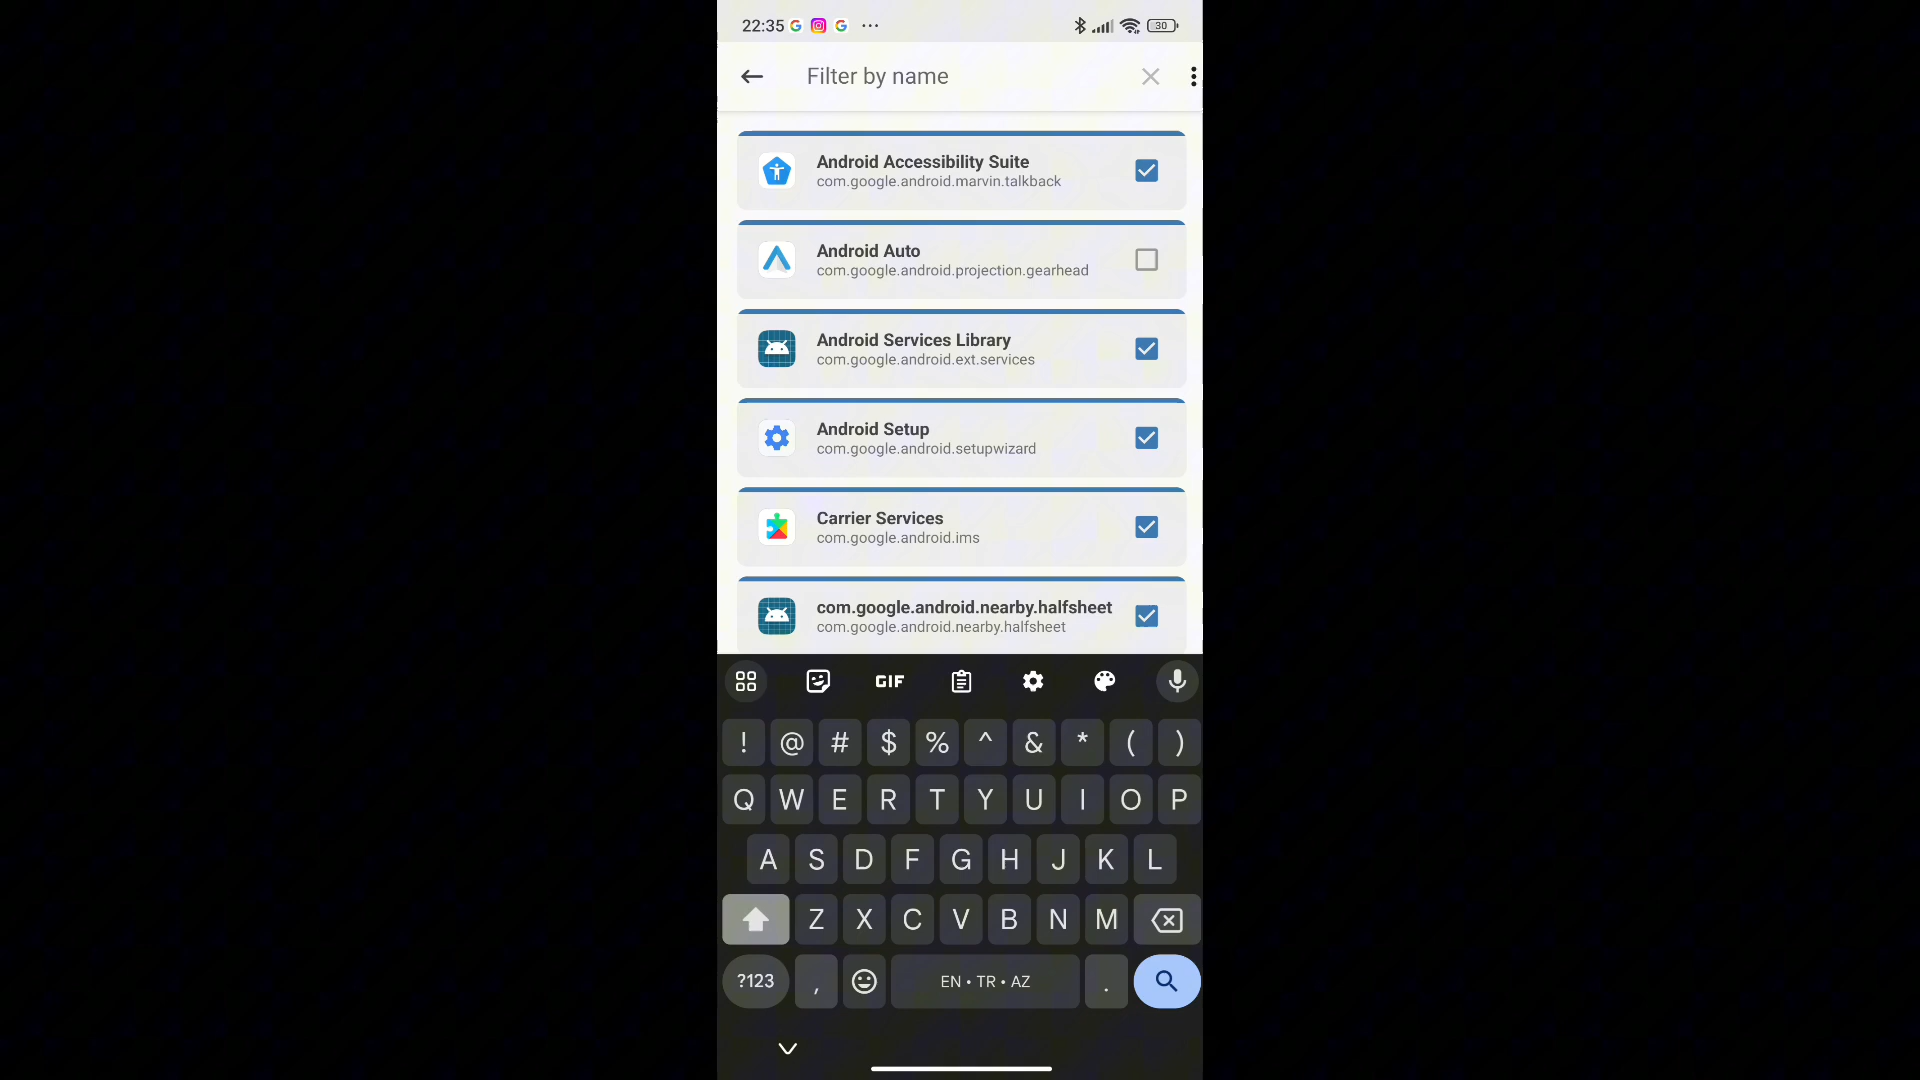 22:35
30
Filter by name
Android Accessibility Suite
com.google.android.marvin.talkback
Android Auto
com.google.android.projection.gearhead
Android Services Library
com.google.android.ext.services
Android Setup
com.google.android.setupwizard
Carrier Services
com.google.android.ims
com.google.android.nearby.halfsheet
com.google.android.nearby.halfsheet
GIF
! @ # $ % ^ & * ( )
Q W E R T Y U I O P
A S D F G H J K L
Z X C V B N M
?123 , EN • TR • AZ .